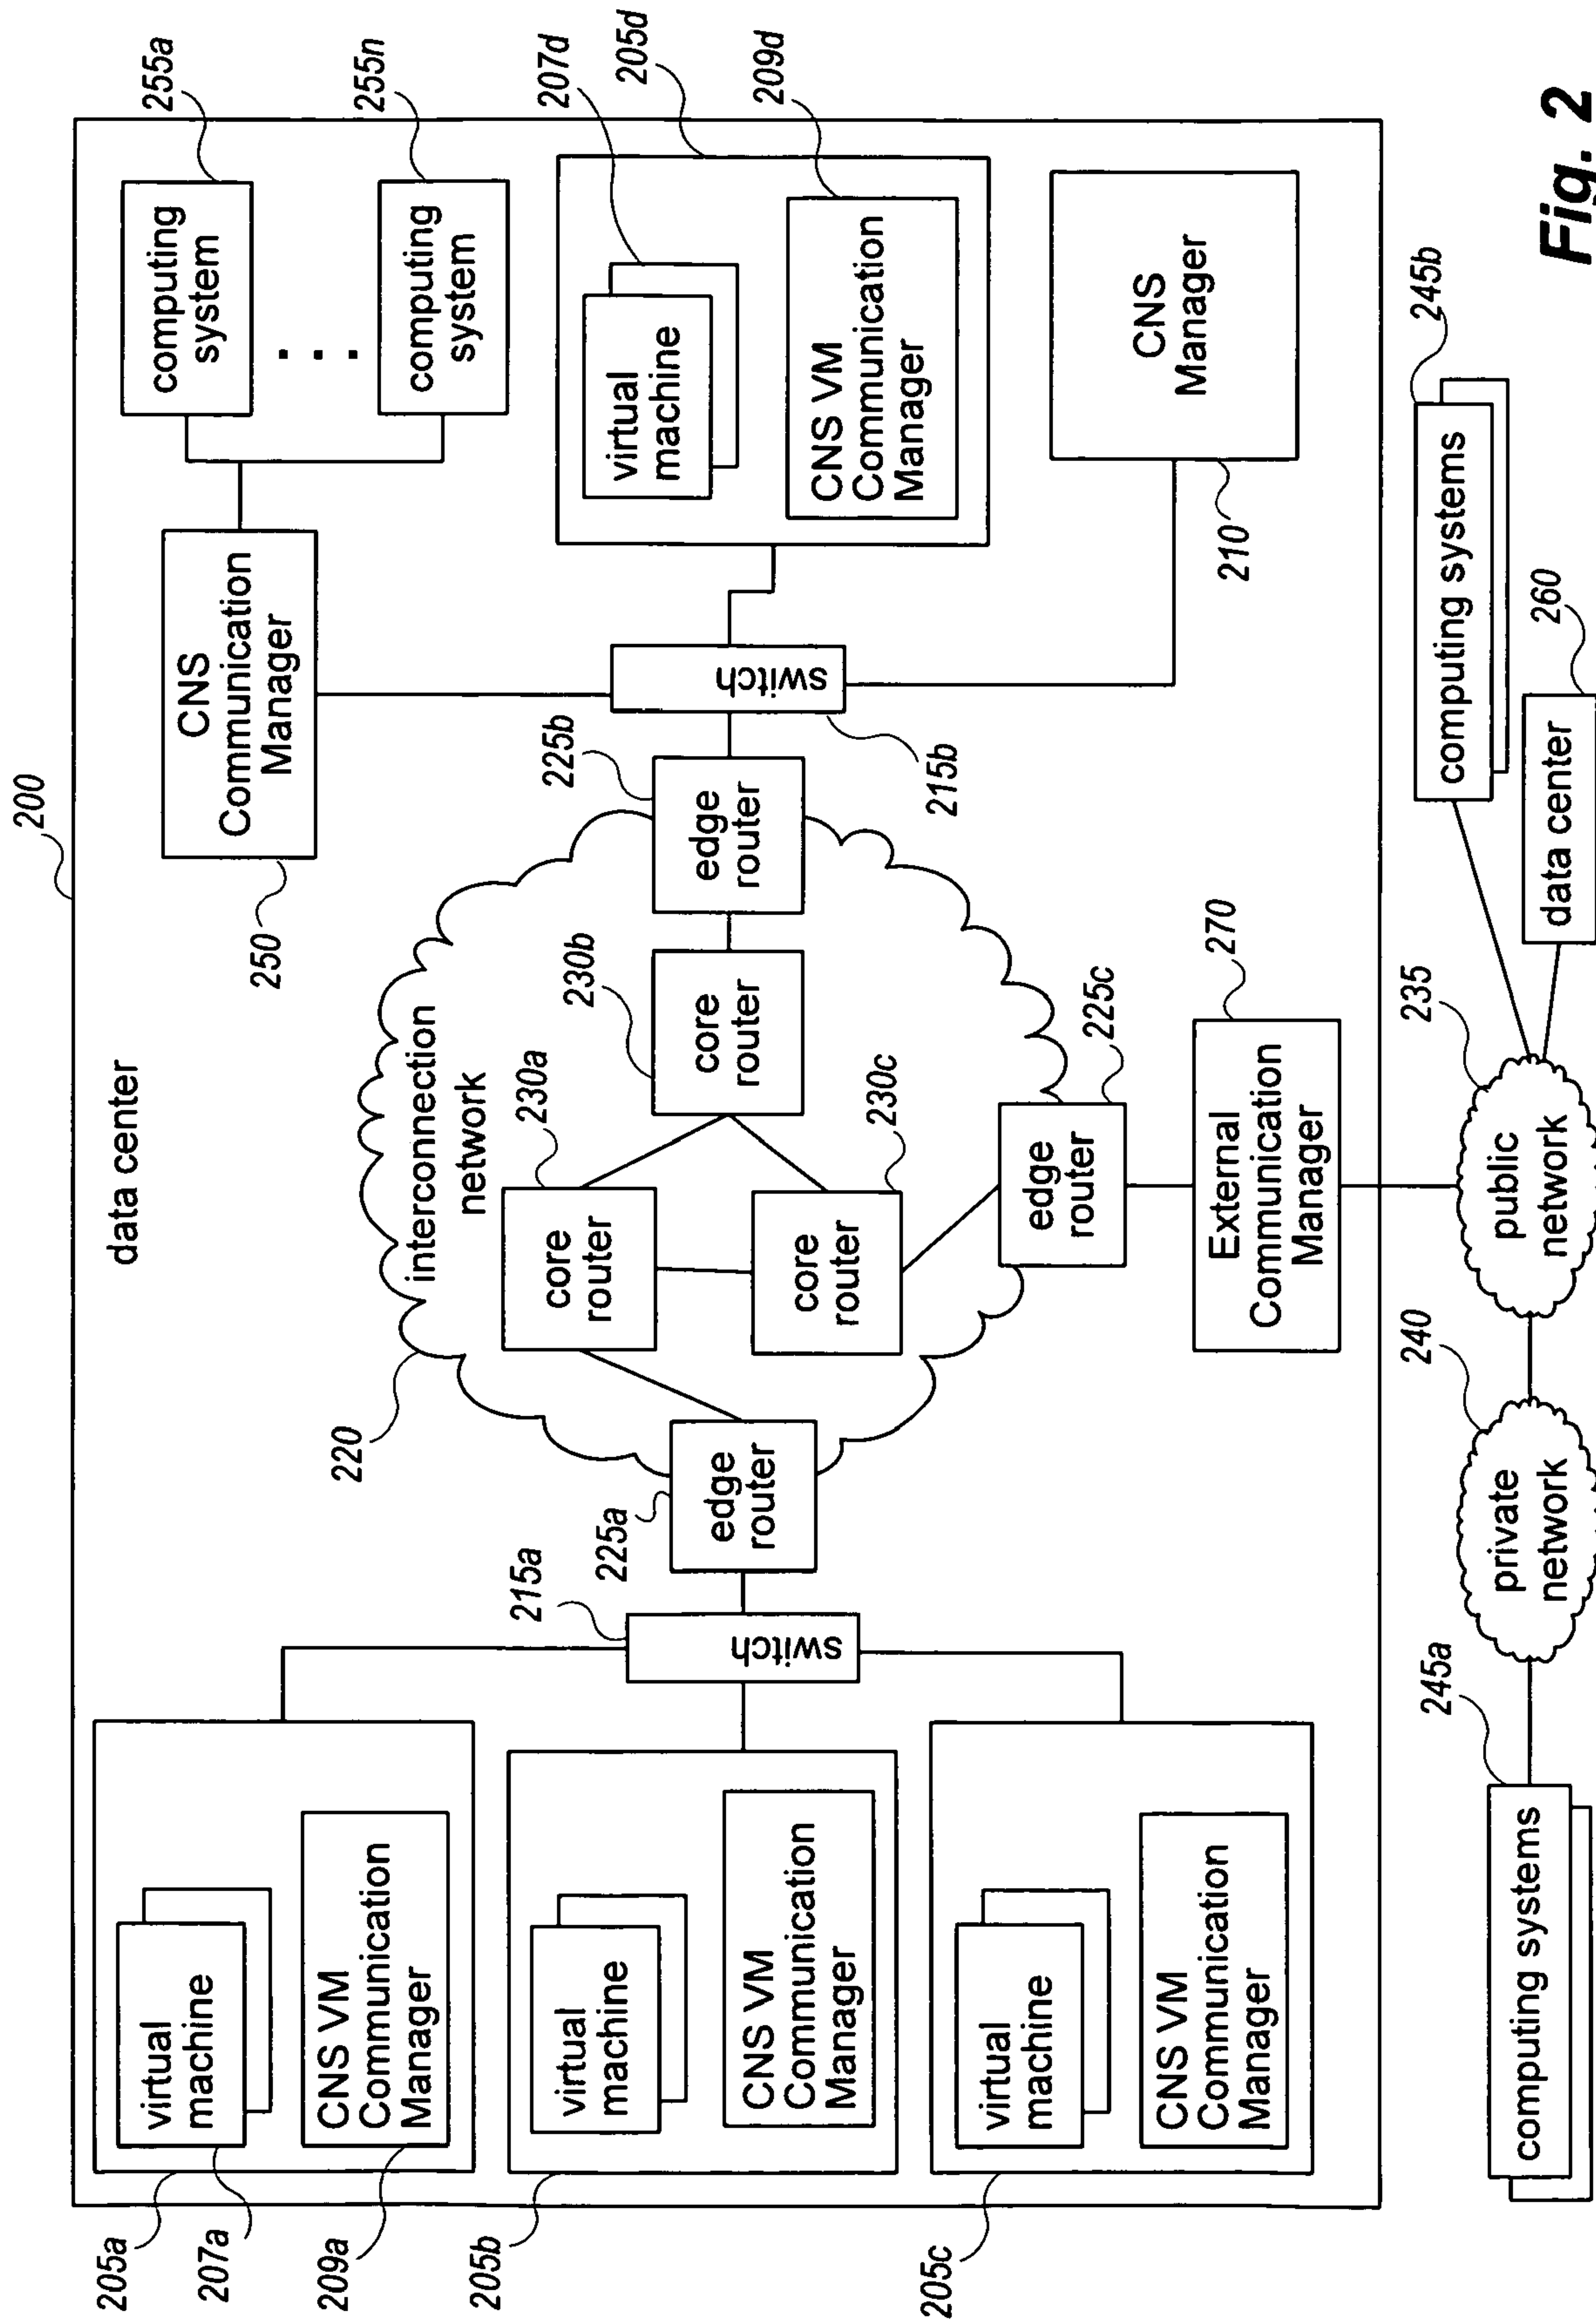 200
data center
255a
computing
system
. . .
255n
computing
system
250
CNS
Communication
Manager
205a
207a
virtual
machine
209a
CNS VM
Communication
Manager
205b
virtual
machine
CNS VM
Communication
Manager
205c
virtual
machine
CNS VM
Communication
Manager
215a
switch
220
interconnection
network
225a
edge
router
230a
core
router
230b
core
router
230c
core
router
225b
edge
router
225c
edge
router
215b
switch
207d
205d
209d
virtual
machine
CNS VM
Communication
Manager
210
CNS
Manager
270
External
Communication
Manager
245a
computing systems
240
private
network
235
public
network
245b
computing systems
260
data center
Fig. 2